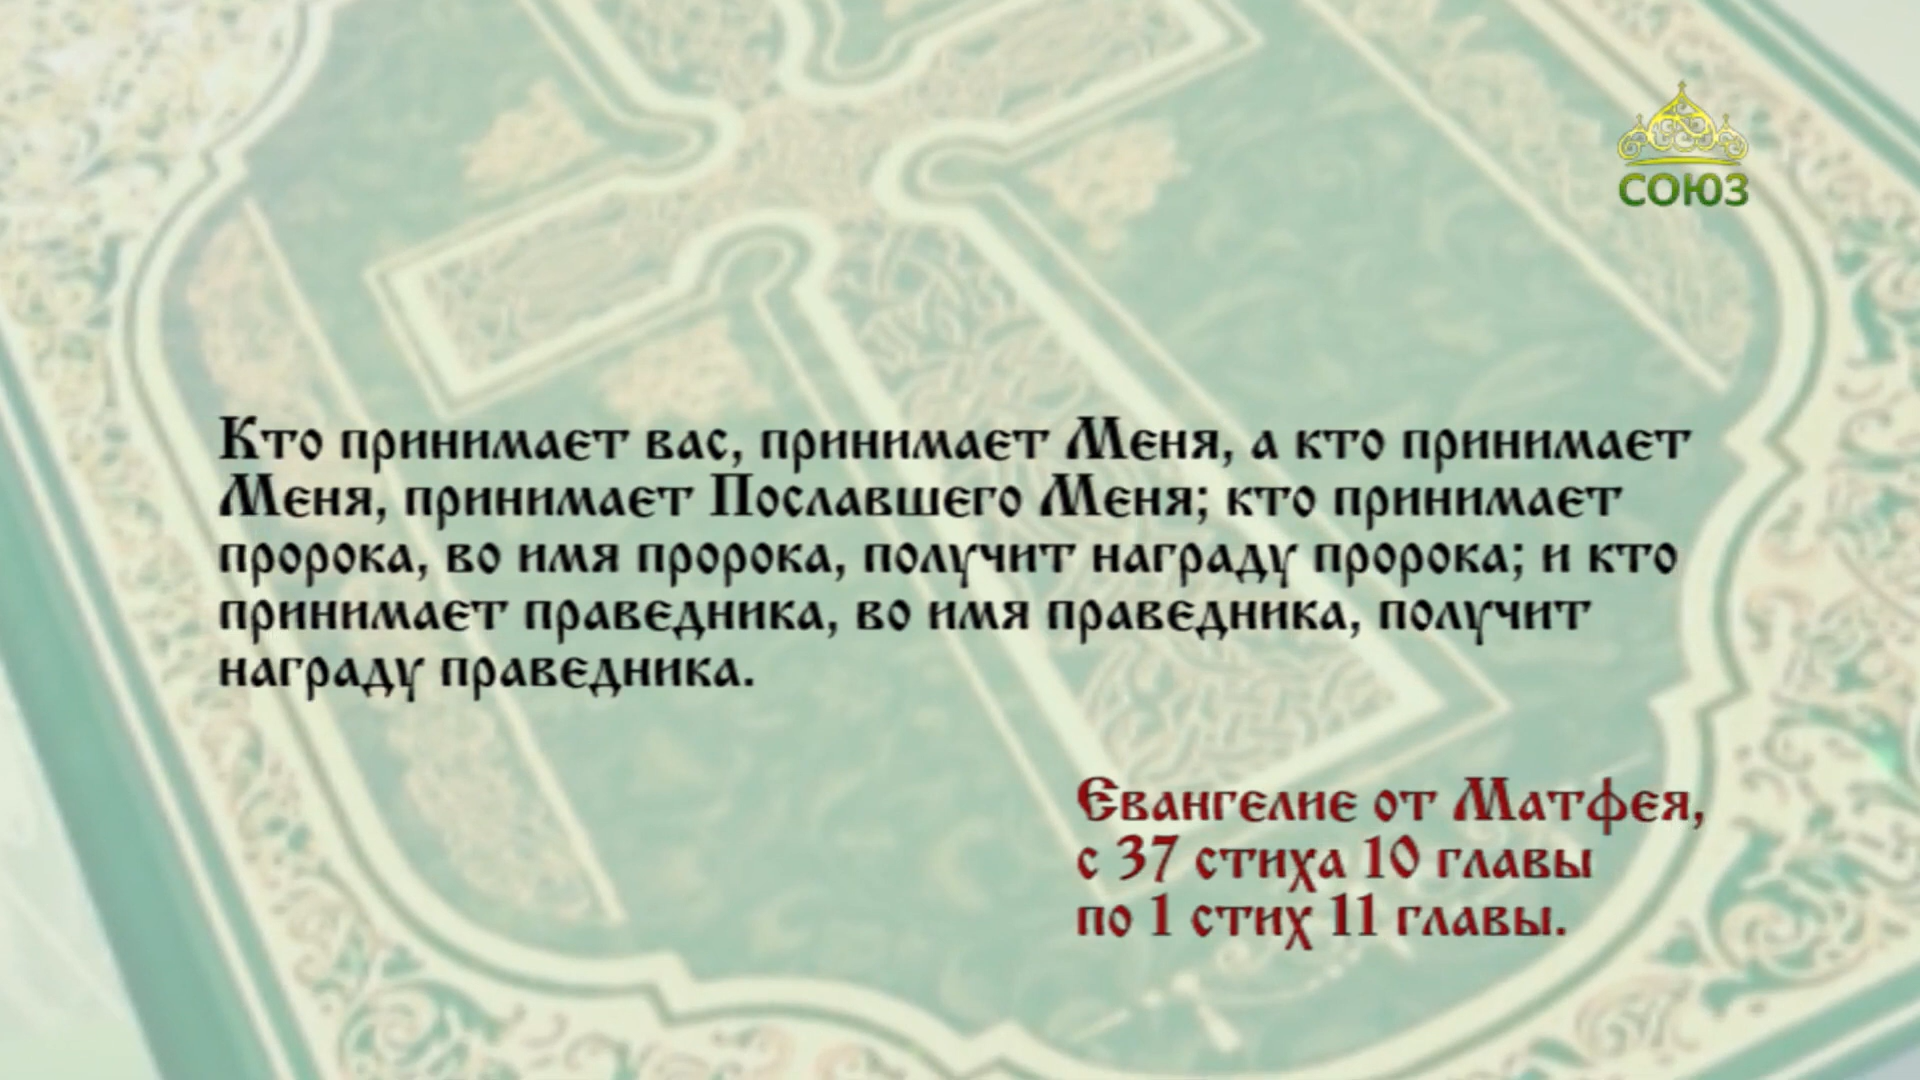 СОЮЗ
Кто принимает вас, принимает Меня, а кто принимает
Меня, принимает Пославшего Меня; кто принимает
пророка, во имя пророка, получит награду пророка; и кто
принимает праведника, во имя праведника, получит
награду праведника.
Евангелие от Матфея,
с 37 стиха 10 главы
по 1 стих 11 главы.